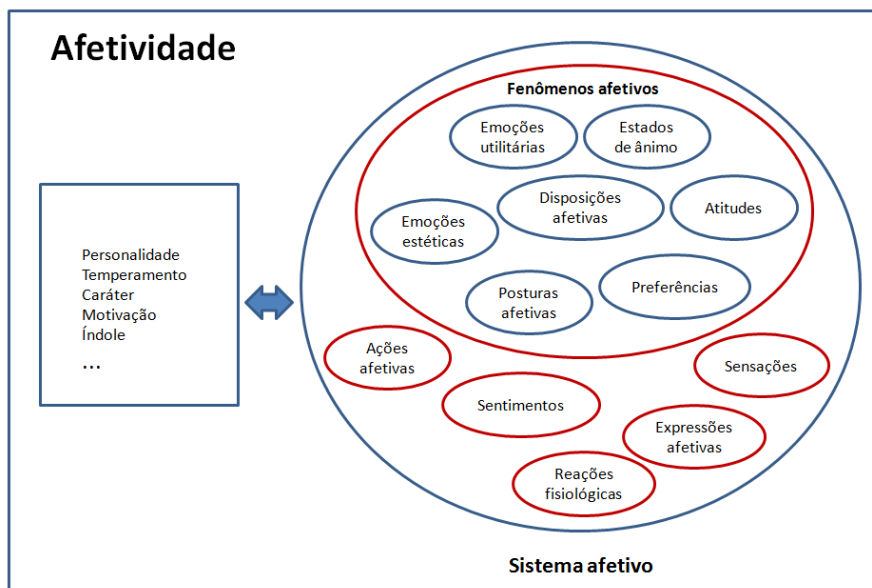 Afetividade
Fenômenos afetivos
Emoções
utilitárias
Estados
de ânimo
Disposições
afetivas
Atitudes
Emoções
estéticas
Preferências
Posturas
afetivas
Personalidade
Temperamento
Caráter
Motivação
Índole
...
Ações
afetivas
Sensações
Sentimentos
Expressões
afetivas
Reações
fisiológicas
Sistema afetivo